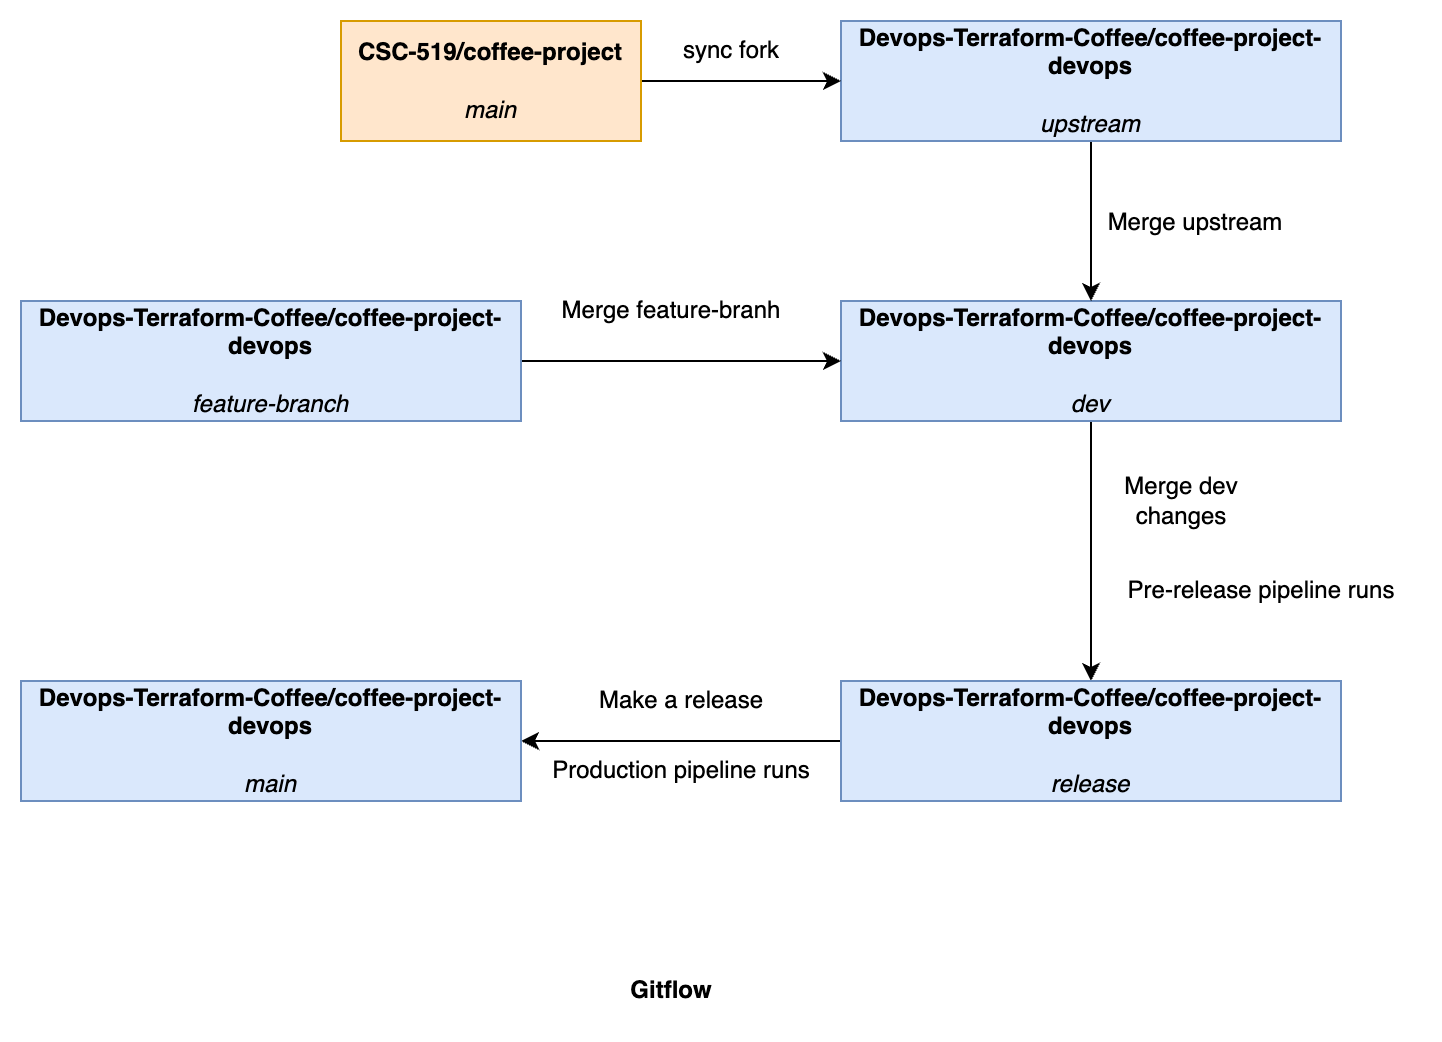 CSC-519/coffee-project
main
sync fork
Devops-Terraform-Coffee/coffee-project-
devops
upstream
Merge upstream
Devops-Terraform-Coffee/coffee-project-
devops
feature-branch
Merge feature-branh
Devops-Terraform-Coffee/coffee-project-
devops
dev
Merge dev
changes
Pre-release pipeline runs
Devops-Terraform-Coffee/coffee-project-
devops
main
Make a release
Production pipeline runs
Devops-Terraform-Coffee/coffee-project-
devops
release
Gitflow